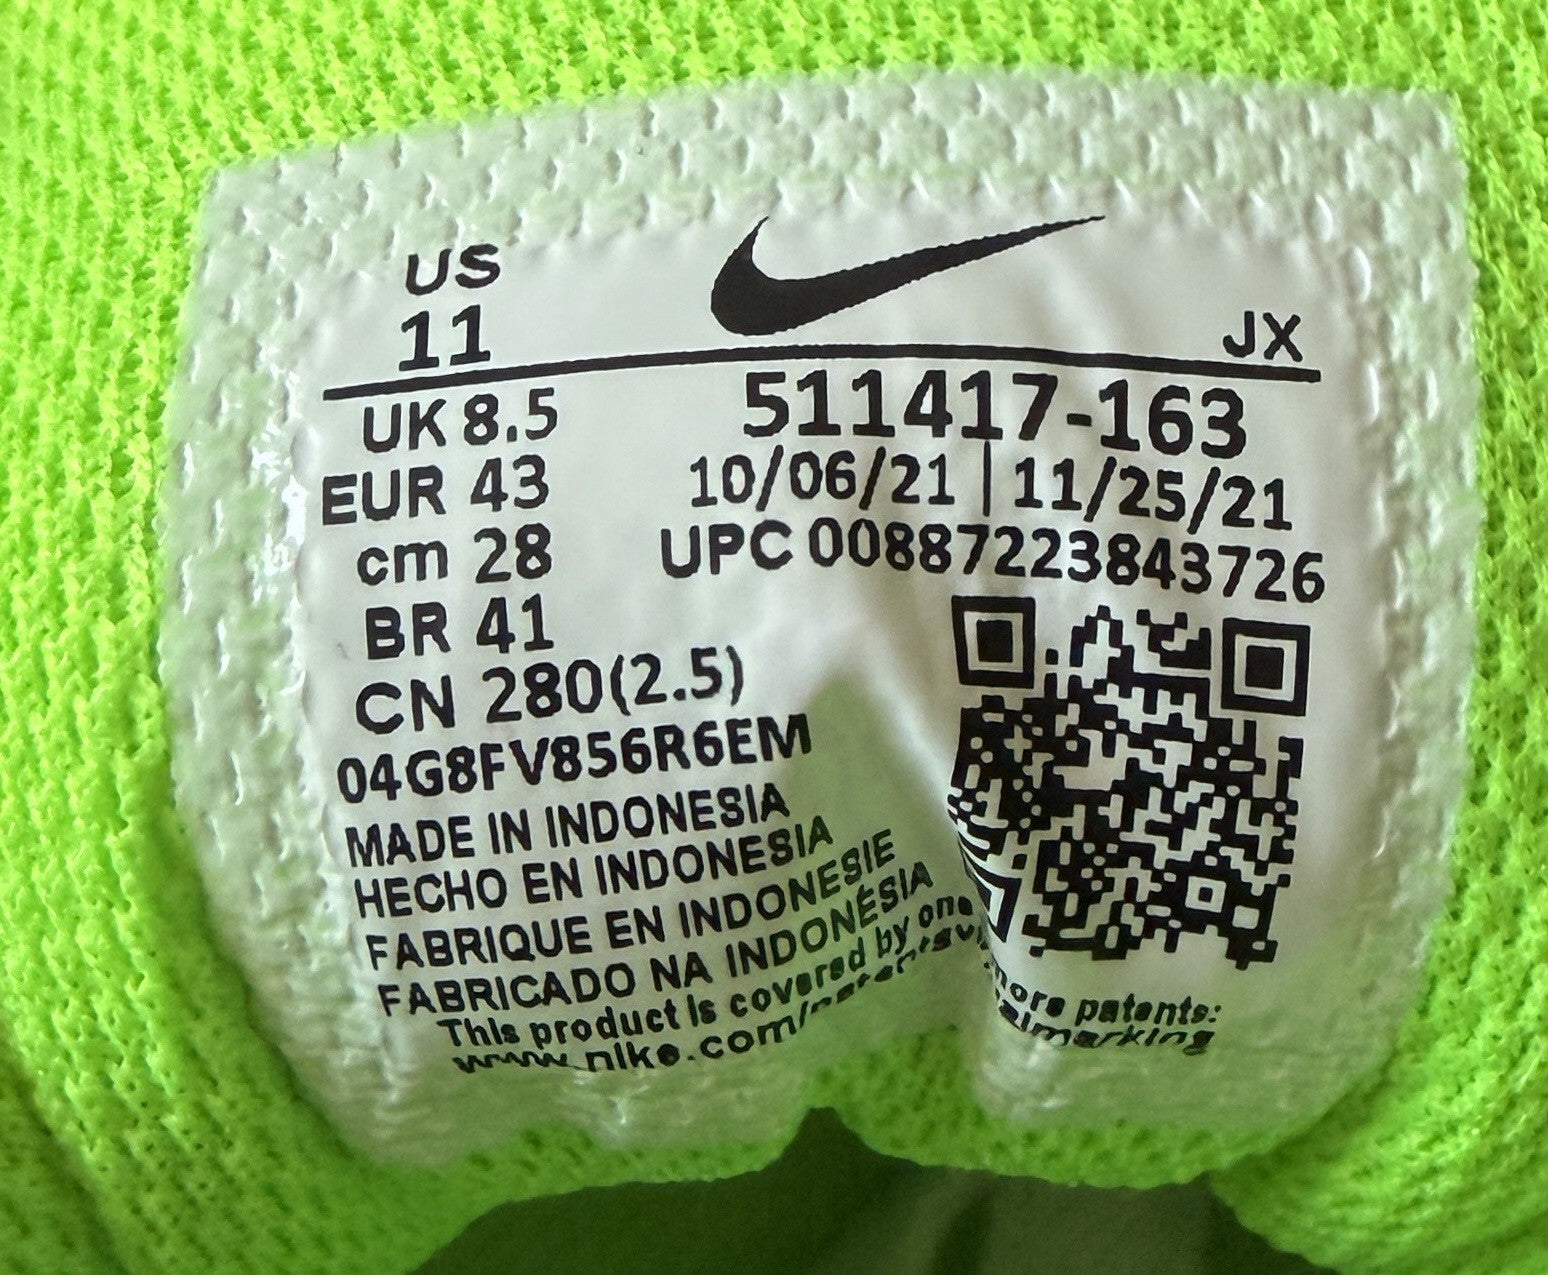 US
11
JX
UK 8.5
511417-163
EUR 43
10/06/21 | 11/25/21
cm 28
UPC 00887223843726
BR 41
CN 280(2.5)
04G8FV856R6EM
MADE IN INDONESIA
HECHO EN INDONESIA
FABRIQUE EN INDONESIE
FABRICADO NA INDONÉSIA
This product is covered by one more patents:
www.nike.com/